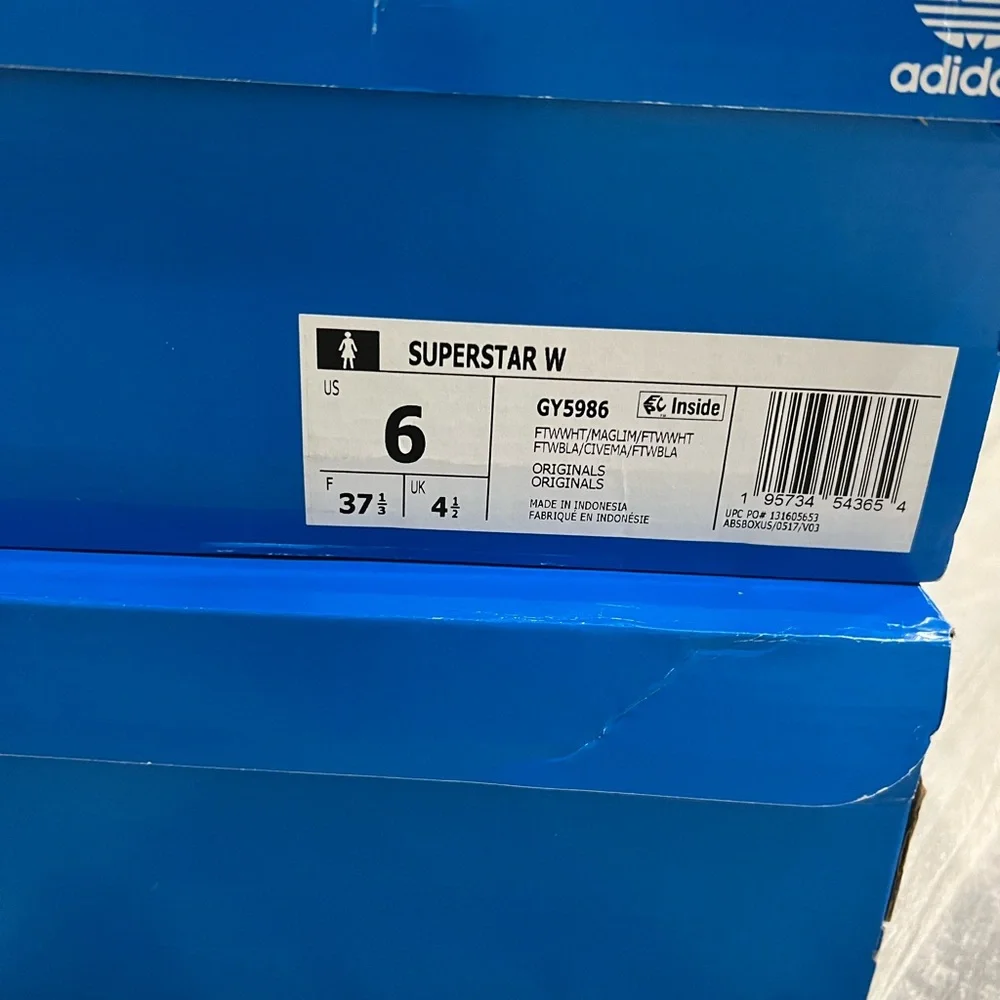 adidas
SUPERSTAR W
US
6
F
37 1/3
UK
4 1/2
GY5986
Inside
FTWWHT/MAGLIM/FTWWHT
FTWBLA/CIVEMA/FTWBLA
ORIGINALS
ORIGINALS
MADE IN INDONESIA
FABRIQUÉ EN INDONÉSIE
1 95734 54365 4
UPC PO# 131605653
ABSBOXUS/0517/V03